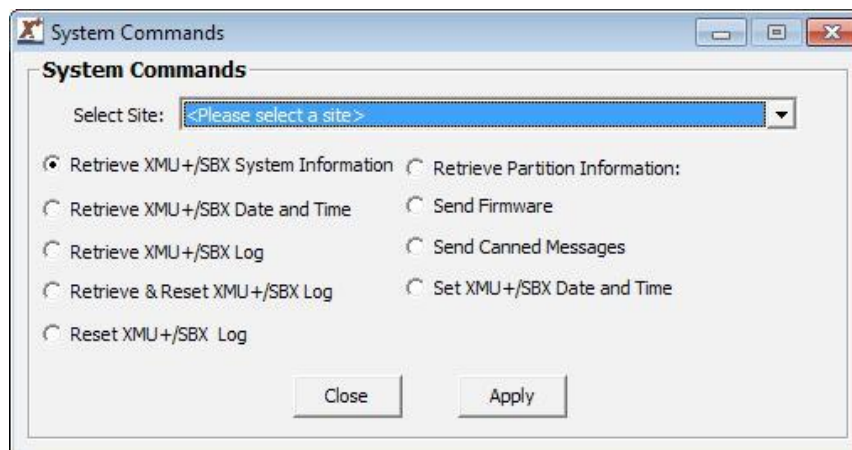 System Commands
System Commands
Select Site: <Please select a site>
Retrieve XMU+/SBX System Information
Retrieve Partition Information:
Retrieve XMU+/SBX Date and Time
Send Firmware
Retrieve XMU+/SBX Log
Send Canned Messages
Retrieve & Reset XMU+/SBX Log
Set XMU+/SBX Date and Time
Reset XMU+/SBX Log
Close
Apply